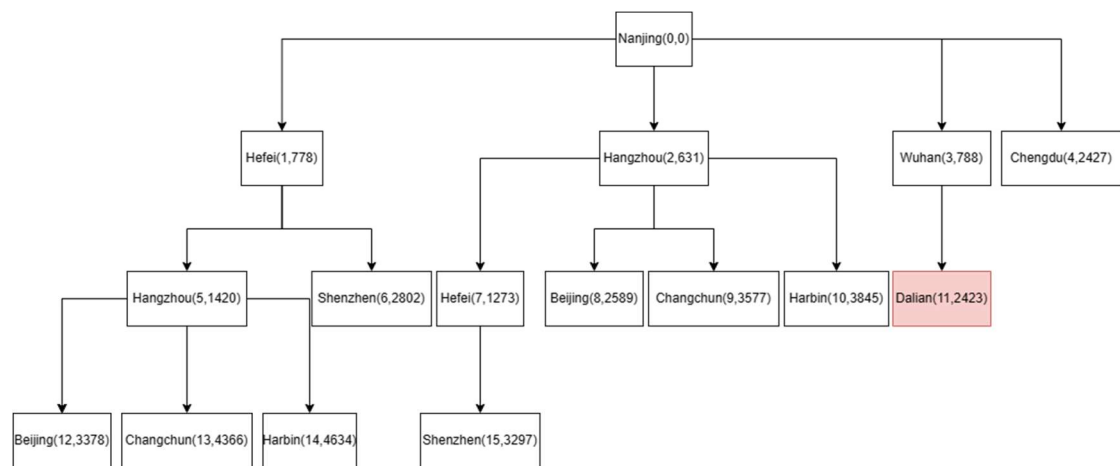 Nanjing(0,0)
Hefei(1,778)
Hangzhou(2,631)
Wuhan(3,788)
Chengdu(4,2427)
Hangzhou(5,1420)
Shenzhen(6,2802)
Hefei(7,1273)
Beijing(8,2589)
Changchun(9,3577)
Harbin(10,3845)
Dalian(11,2423)
Beijing(12,3378)
Changchun(13,4366)
Harbin(14,4634)
Shenzhen(15,3297)